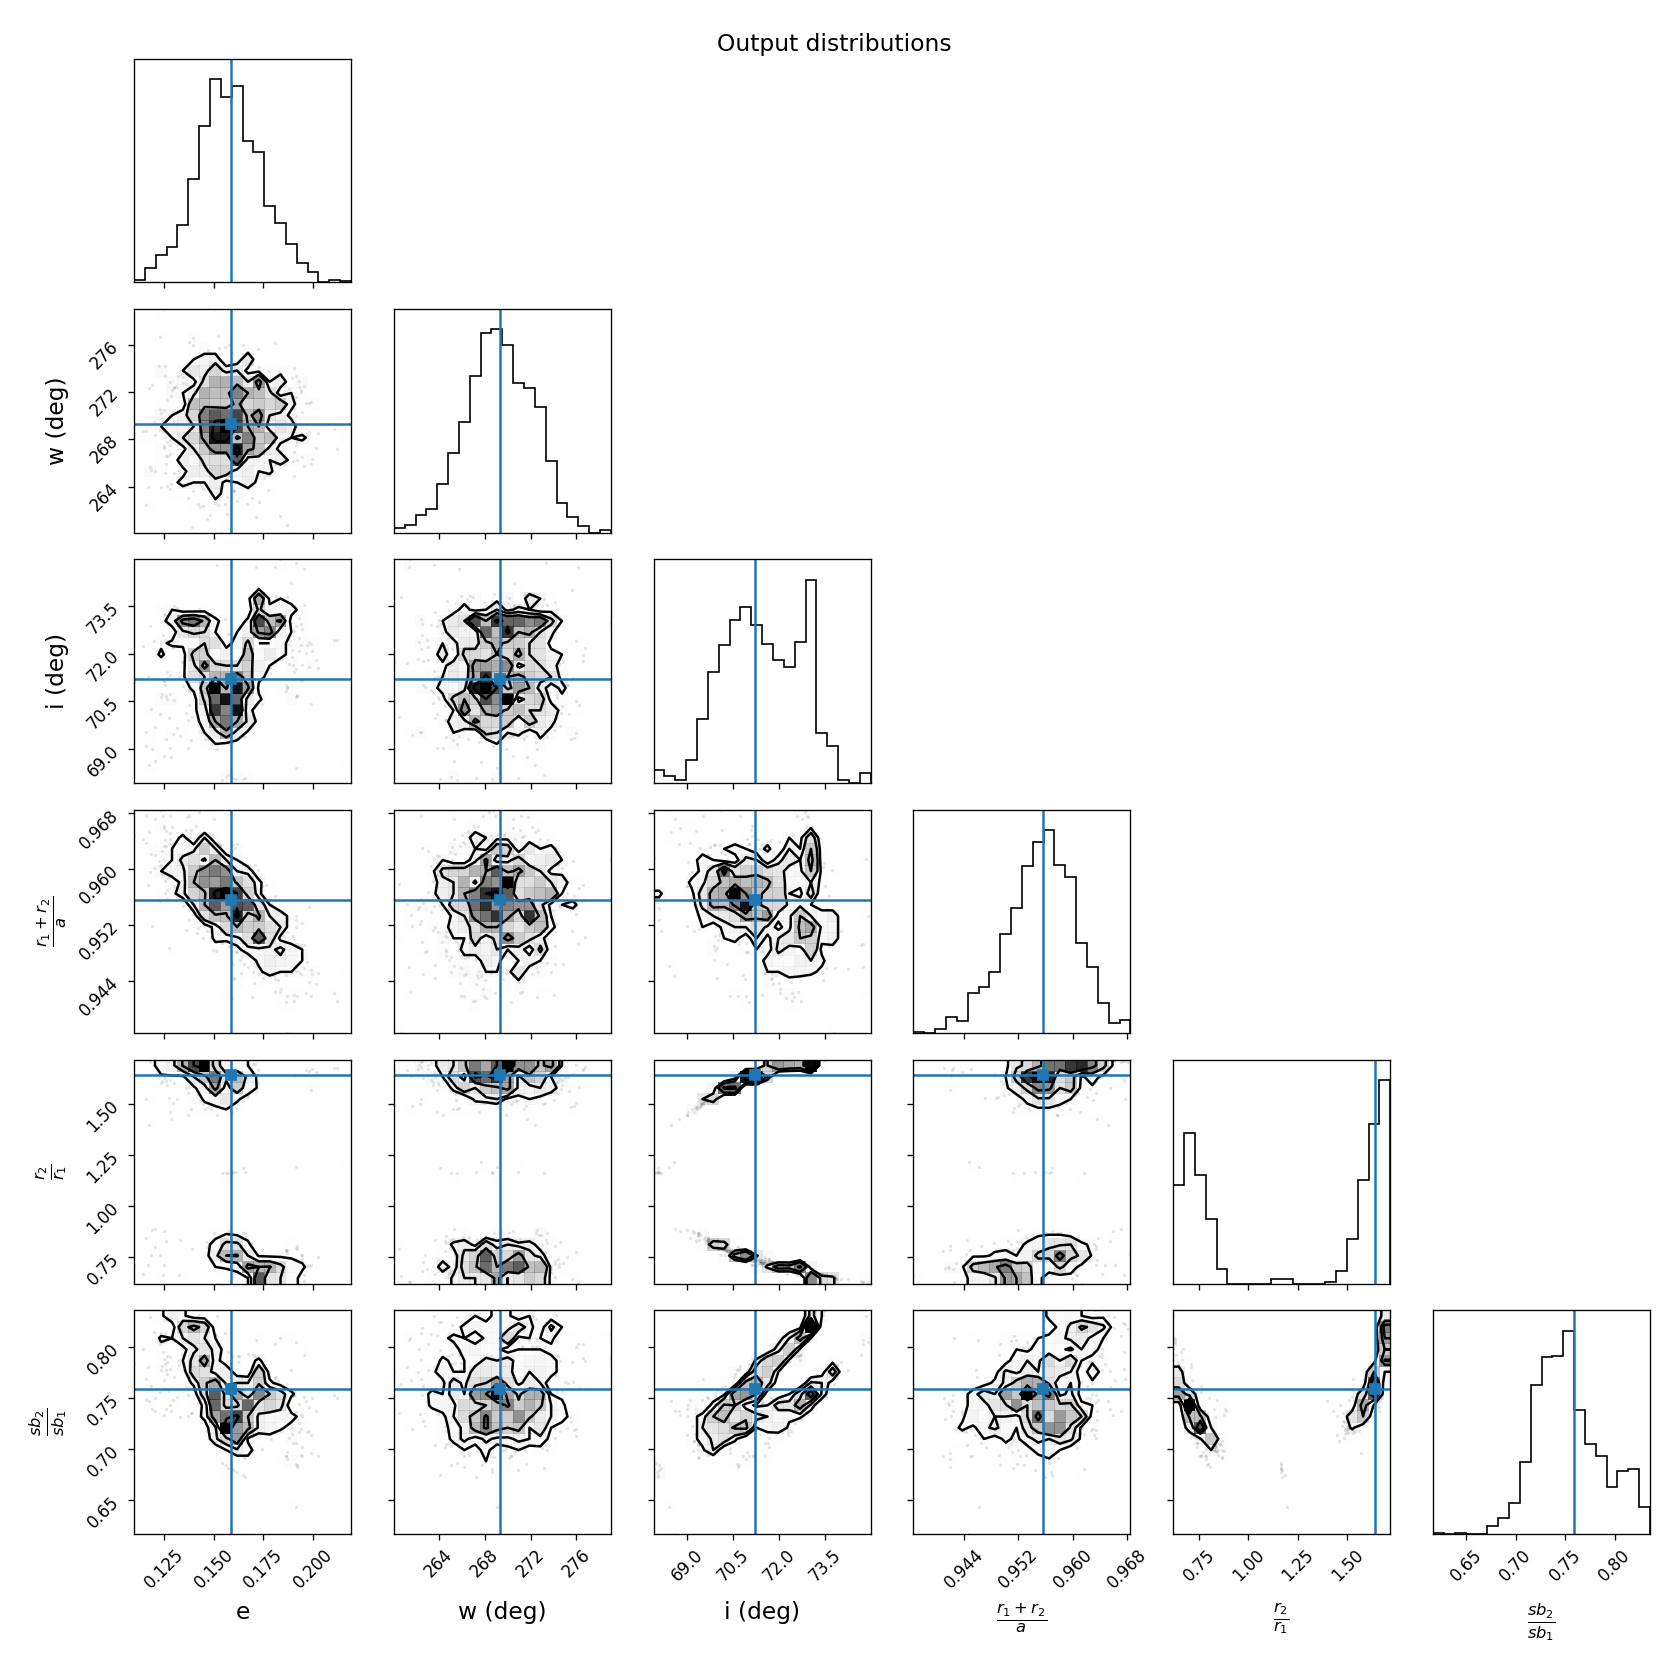 Output distributions
276
272
268
264
w (deg)
73.5
72.0
70.5
69.0
i (deg)
0.968
0.960
0.952
0.944
r₁ + r₂
a
1.50
1.25
1.00
0.75
r₂
r₁
0.80
0.75
0.70
0.65
sb₂
sb₁
0.125 0.150 0.175 0.200 264 268 272 276 69.0 70.5 72.0 73.5 0.944 0.952 0.960 0.968 0.75 1.00 1.25 1.50 0.65 0.70 0.75 0.80
e w (deg) i (deg)
r₁ + r₂
a
r₂
r₁
sb₂
sb₁